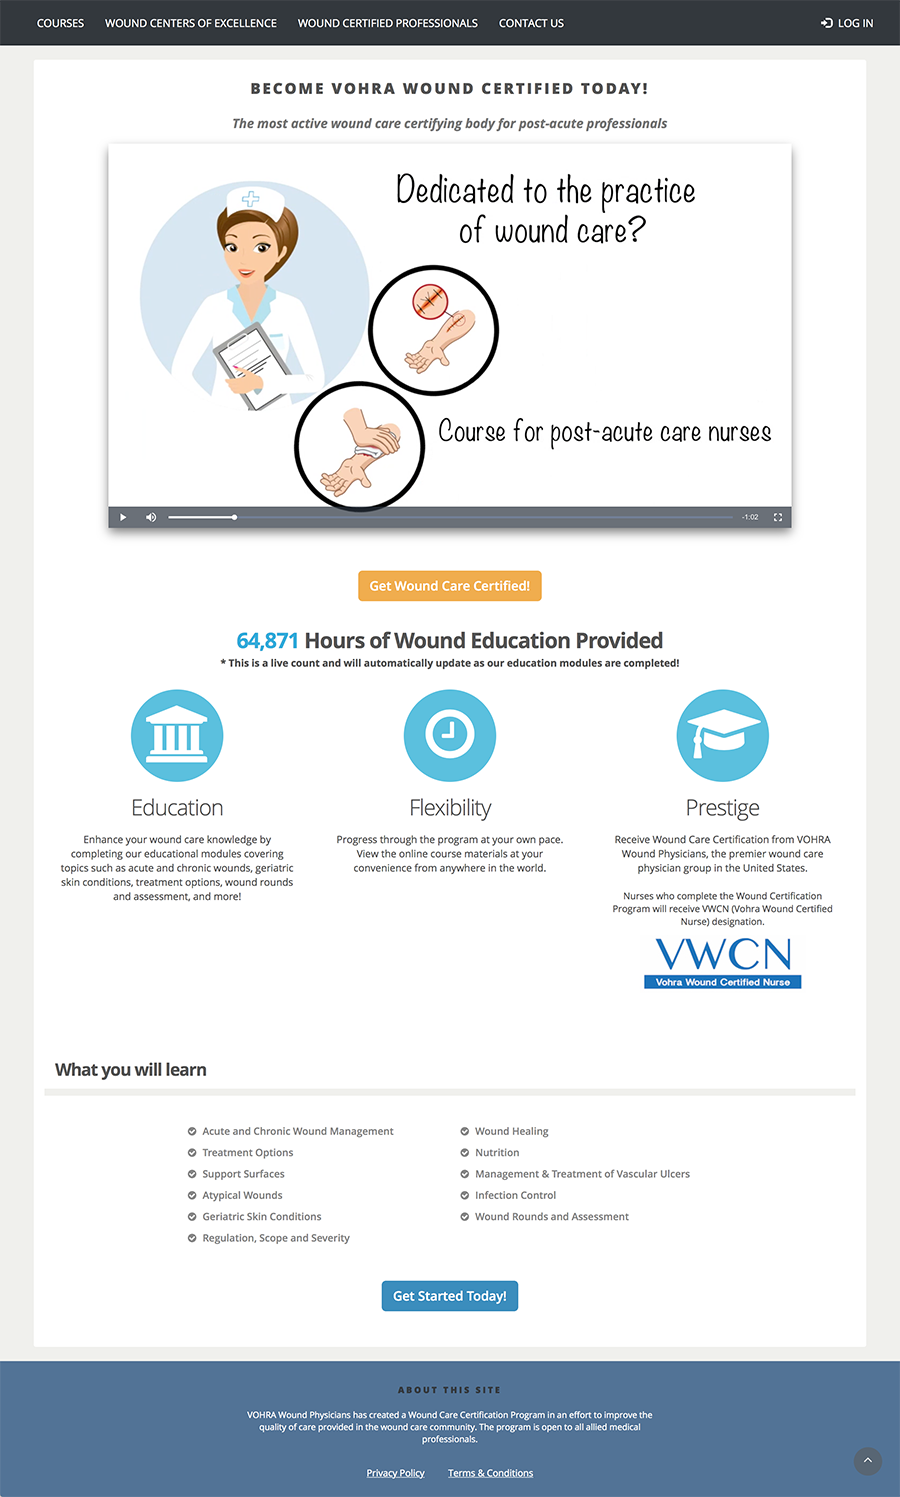 COURSES WOUND CENTERS OF EXCELLENCE WOUND CERTIFIED PROFESSIONALS CONTACT US LOG IN
BECOME VOHRA WOUND CERTIFIED TODAY!
The most active wound care certifying body for post-acute professionals
Dedicated to the practice
of wound care?
Course for post-acute care nurses
-1:02
Get Wound Care Certified!
64,871 Hours of Wound Education Provided
* This is a live count and will automatically update as our education modules are completed!
Education
Enhance your wound care knowledge by
completing our educational modules covering
topics such as acute and chronic wounds, geriatric
skin conditions, treatment options, wound rounds
and assessment, and more!
Flexibility
Progress through the program at your own pace.
View the online course materials at your
convenience from anywhere in the world.
Prestige
Receive Wound Care Certification from VOHRA
Wound Physicians, the premier wound care
physician group in the United States.
Nurses who complete the Wound Certification
Program will receive VWCN (Vohra Wound Certified
Nurse) designation.
VWCN
Vohra Wound Certified Nurse
What you will learn
Acute and Chronic Wound Management
Treatment Options
Support Surfaces
Atypical Wounds
Geriatric Skin Conditions
Regulation, Scope and Severity
Wound Healing
Nutrition
Management & Treatment of Vascular Ulcers
Infection Control
Wound Rounds and Assessment
Get Started Today!
ABOUT THIS SITE
VOHRA Wound Physicians has created a Wound Care Certification Program in an effort to improve the
quality of care provided in the wound care community. The program is open to all allied medical
professionals.
Privacy Policy Terms & Conditions